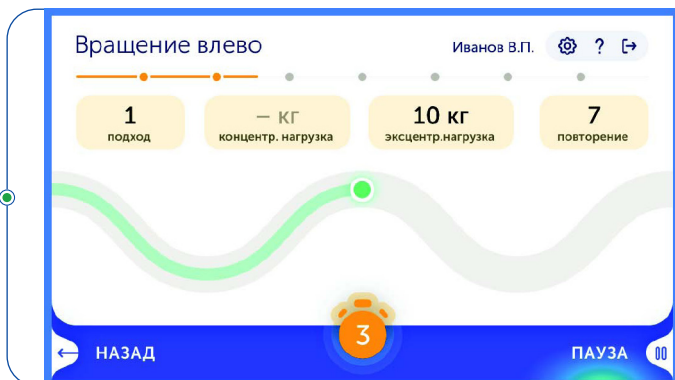 Вращение влево
Иванов В.П. ?
1
подход
– кг
концентр. нагрузка
10 кг
эксцентр.нагрузка
7
повторение
3
НАЗАД
ПАУЗА